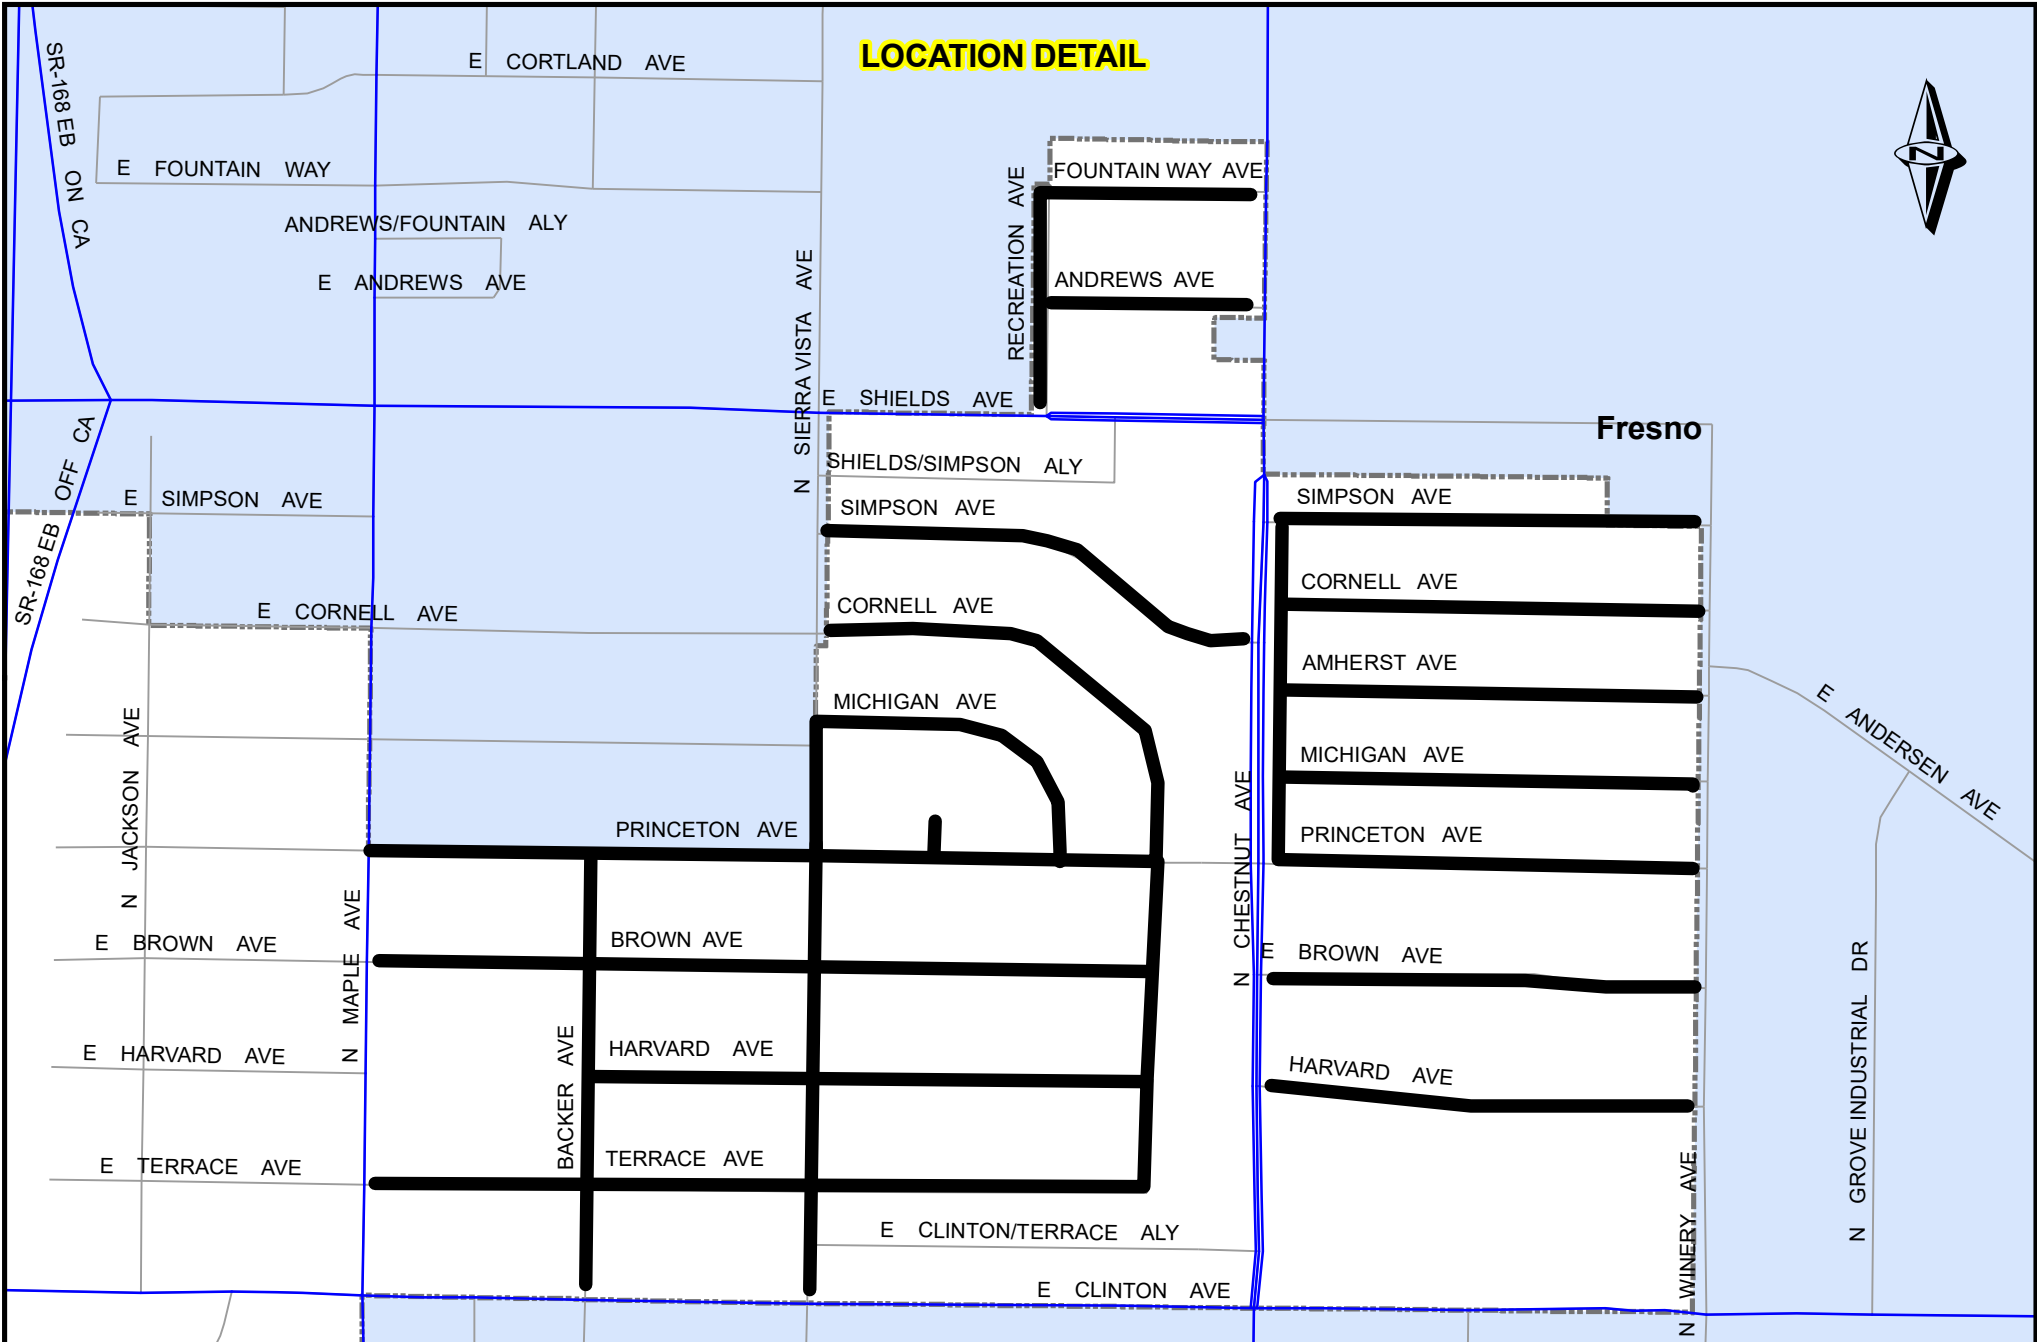 LOCATION DETAIL
E CORTLAND AVE
SR-168 EB ON CA
E FOUNTAIN WAY
FOUNTAIN WAY AVE
RECREATION AVE
N
ANDREWS/FOUNTAIN ALY
E ANDREWS AVE
ANDREWS AVE
N SIERRA VISTA AVE
E SHIELDS AVE
Fresno
SR-168 EB OFF CA
SHIELDS/SIMPSON ALY
E SIMPSON AVE
SIMPSON AVE
SIMPSON AVE
CORNELL AVE
E CORNELL AVE
CORNELL AVE
AMHERST AVE
E ANDERSEN AVE
N JACKSON AVE
MICHIGAN AVE
MICHIGAN AVE
PRINCETON AVE
PRINCETON AVE
N CHESTNUT AVE
N MAPLE AVE
E BROWN AVE
BROWN AVE
E BROWN AVE
N GROVE INDUSTRIAL DR
E HARVARD AVE
BACKER AVE
HARVARD AVE
HARVARD AVE
E TERRACE AVE
TERRACE AVE
N WINERY AVE
E CLINTON/TERRACE ALY
E CLINTON AVE